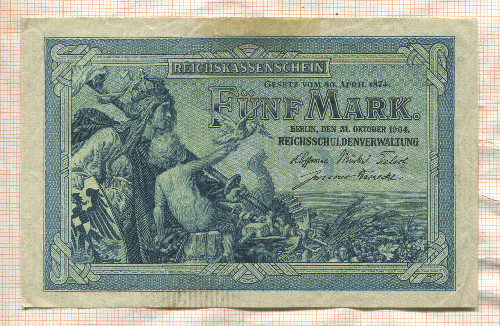 REICHSKASSENSCHEIN
GESETZ VOM 30. APRIL 1874.
FÜNF MARK.
BERLIN, DEN 31. OKTOBER 1904.
REICHSSCHULDENVERWALTUNG